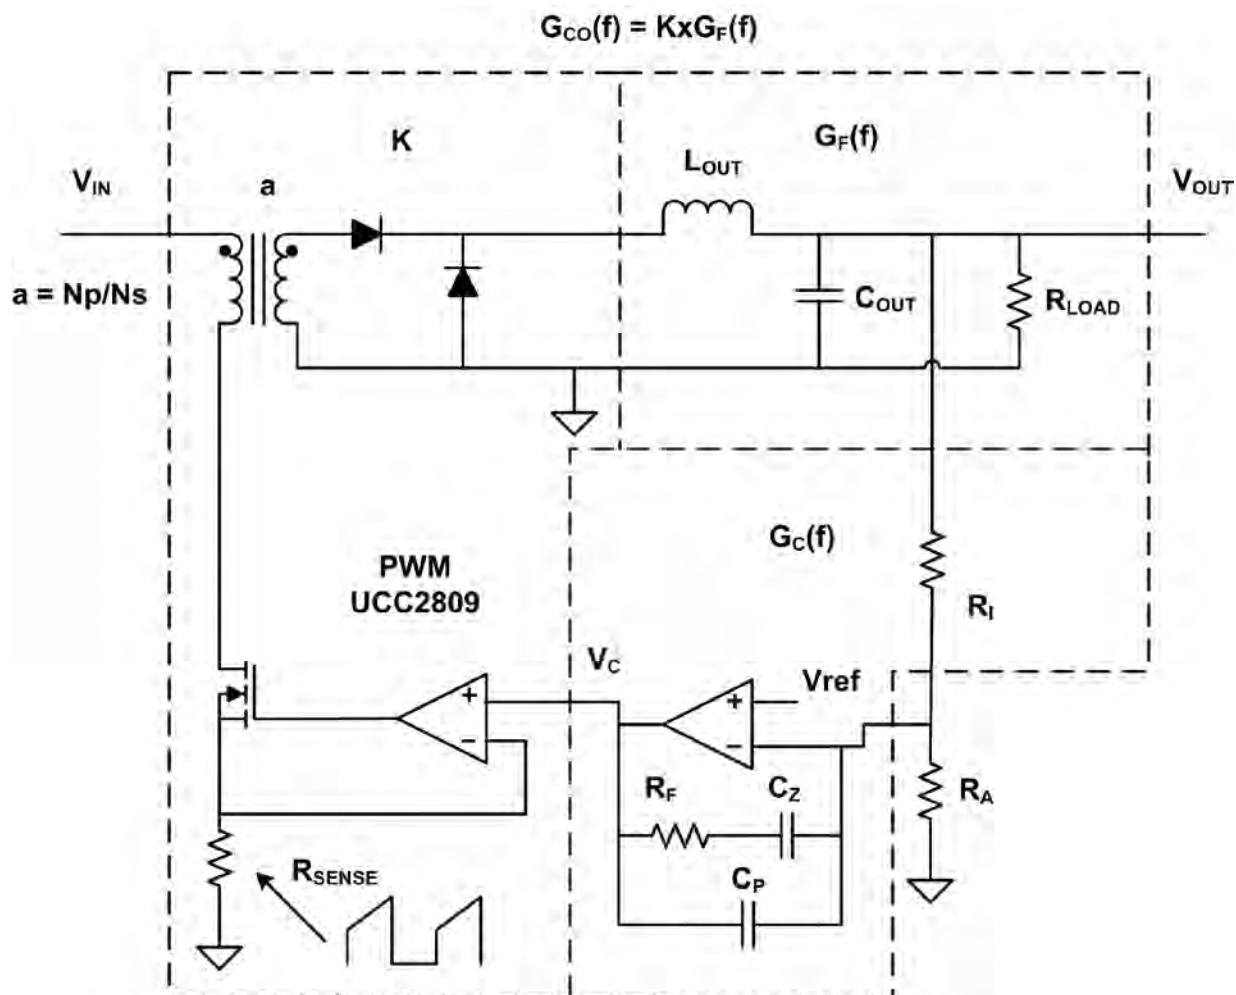 G_CO(f) = KxG_F(f)
K
G_F(f)
L_OUT
V_IN
a
V_OUT
a = Np/Ns
C_OUT
R_LOAD
G_C(f)
PWM
UCC2809
R_I
V_C
Vref
+
−
+
−
R_F
C_Z
R_A
R_SENSE
C_P